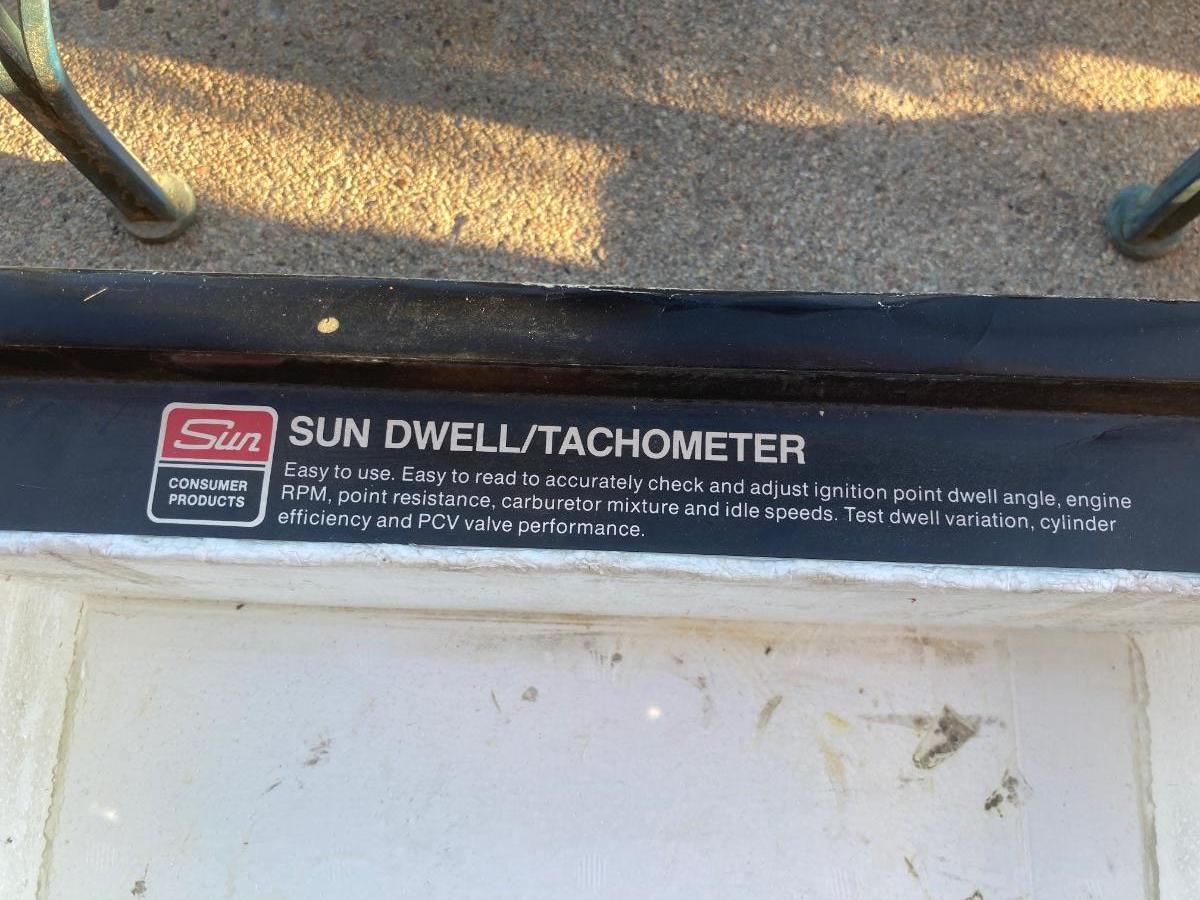 Sun
CONSUMER
PRODUCTS
SUN DWELL/TACHOMETER
Easy to use. Easy to read to accurately check and adjust ignition point dwell angle, engine
RPM, point resistance, carburetor mixture and idle speeds. Test dwell variation, cylinder
efficiency and PCV valve performance.